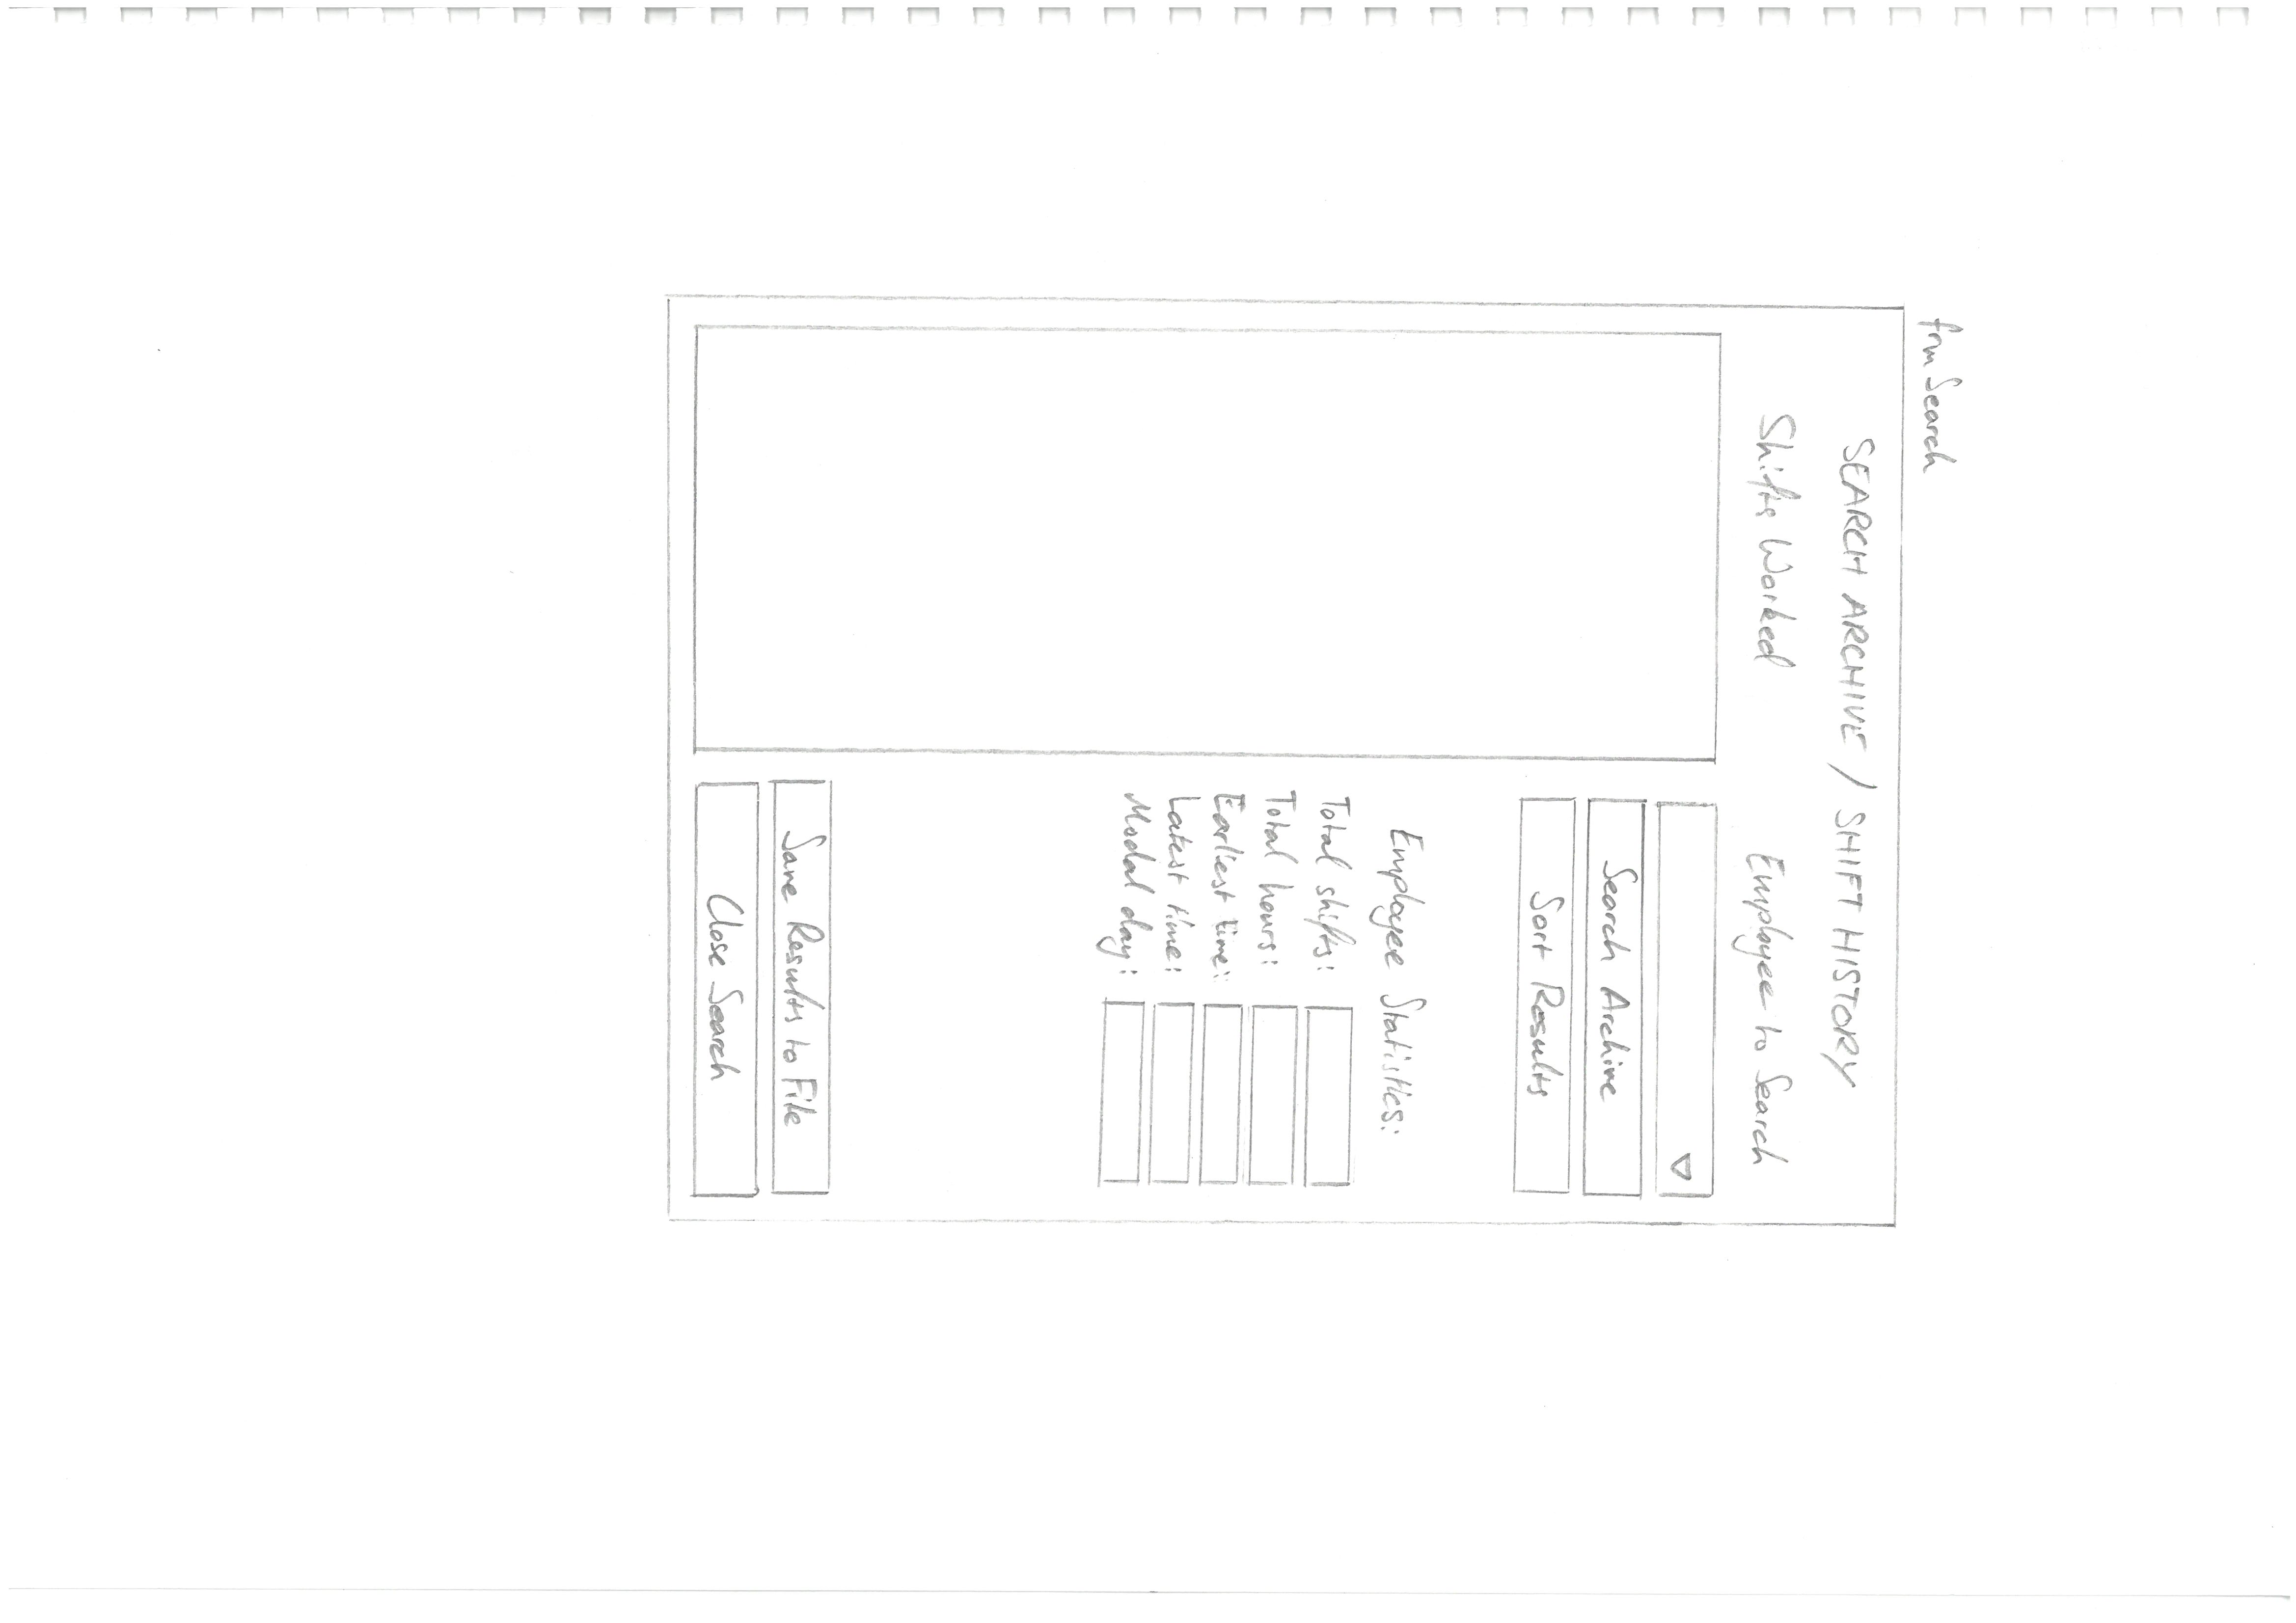 frmSearch
SEARCH ARCHIVE / SHIFT HISTORY
Shifts Worked
Employee to Search
Search Archive
Sort Results
Employee Statistics:
Total shifts:
Total hours:
Earliest time:
Latest time:
Modal day:
Save Results to File
Close Search